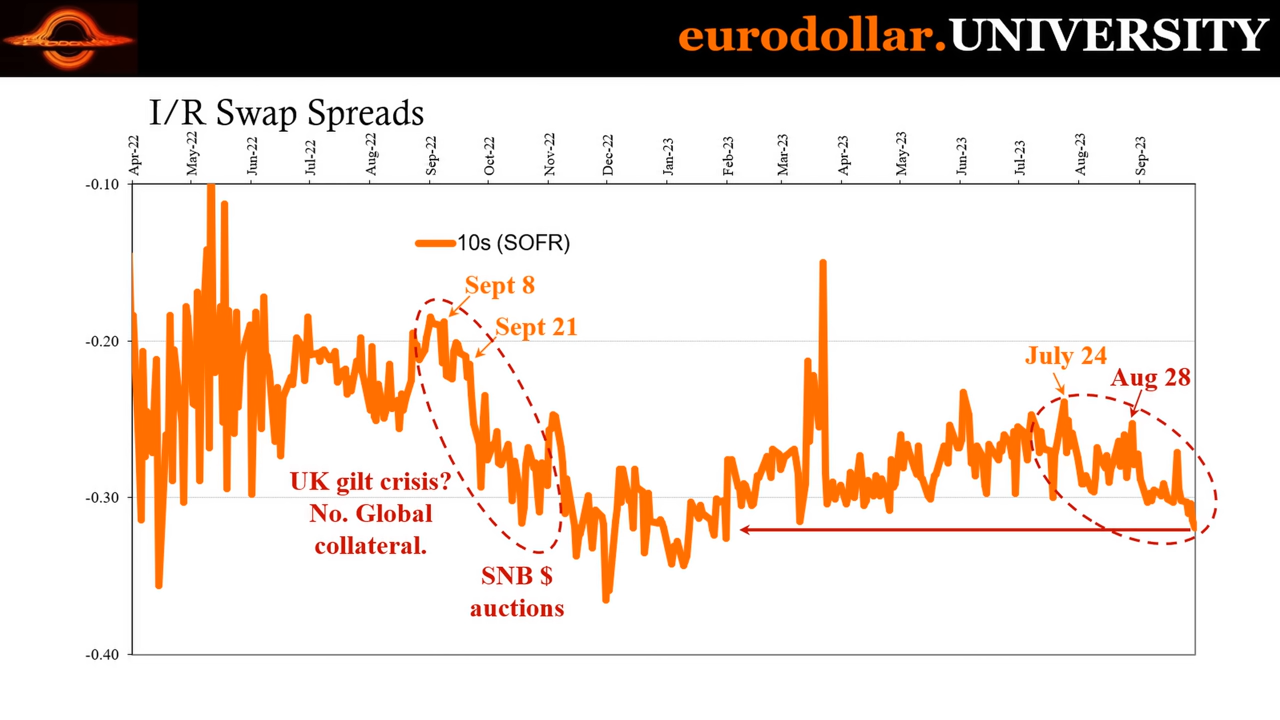 eurodollar.UNIVERSITY
I/R Swap Spreads
Apr-22
May-22
Jun-22
Jul-22
Aug-22
Sep-22
Oct-22
Nov-22
Dec-22
Jan-23
Feb-23
Mar-23
Apr-23
May-23
Jun-23
Jul-23
Aug-23
Sep-23
-0.10
-0.20
-0.30
-0.40
10s (SOFR)
Sept 8
Sept 21
July 24
Aug 28
UK gilt crisis?
No. Global
collateral.
SNB $
auctions